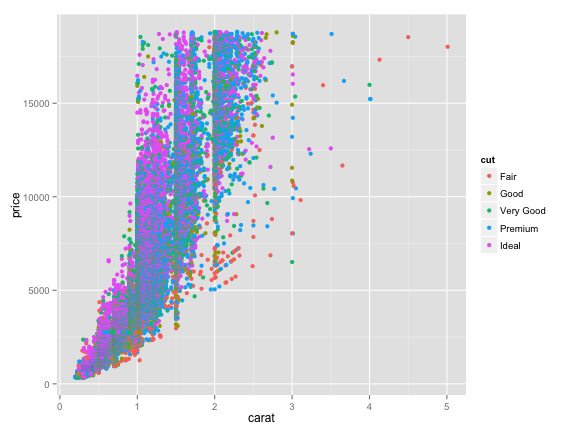 15000
10000
5000
0
price
0 1 2 3 4 5
carat
cut
Fair
Good
Very Good
Premium
Ideal